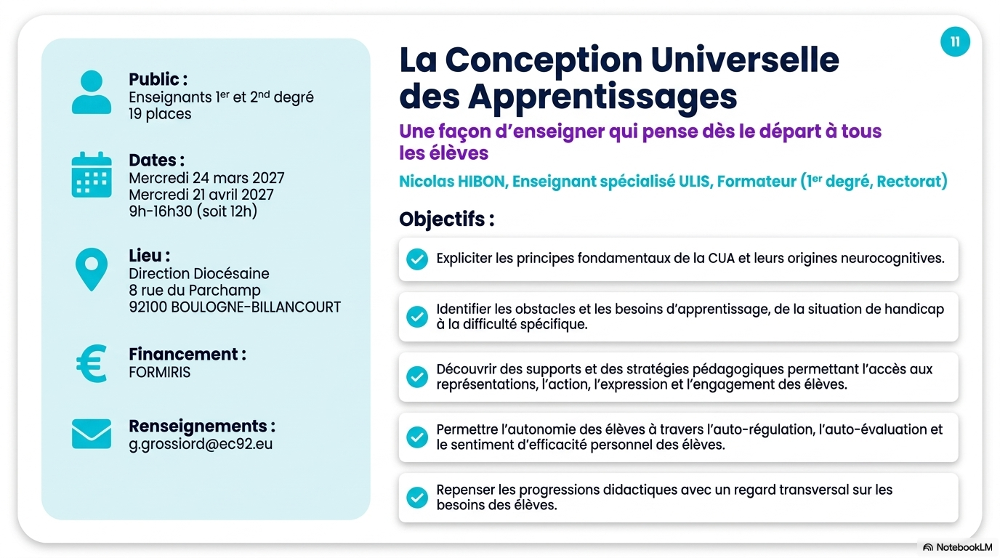 Public :
Enseignants 1er et 2nd degré
19 places
Dates :
Mercredi 24 mars 2027
Mercredi 21 avril 2027
9h-16h30 (soit 12h)
Lieu :
Direction Diocésaine
8 rue du Parchamp
92100 BOULOGNE-BILLANCOURT
Financement :
FORMIRIS
Renseignements :
g.grossiord@ec92.eu
11
La Conception Universelle
des Apprentissages
Une façon d’enseigner qui pense dès le départ à tous
les élèves
Nicolas HIBON, Enseignant spécialisé ULIS, Formateur (1er degré, Rectorat)
Objectifs :
Expliciter les principes fondamentaux de la CUA et leurs origines neurocognitives.
Identifier les obstacles et les besoins d’apprentissage, de la situation de handicap
à la difficulté spécifique.
Découvrir des supports et des stratégies pédagogiques permettant l’accès aux
représentations, l’action, l’expression et l’engagement des élèves.
Permettre l’autonomie des élèves à travers l’auto-régulation, l’auto-évaluation et
le sentiment d’efficacité personnel des élèves.
Repenser les progressions didactiques avec un regard transversal sur les
besoins des élèves.
NotebookLM